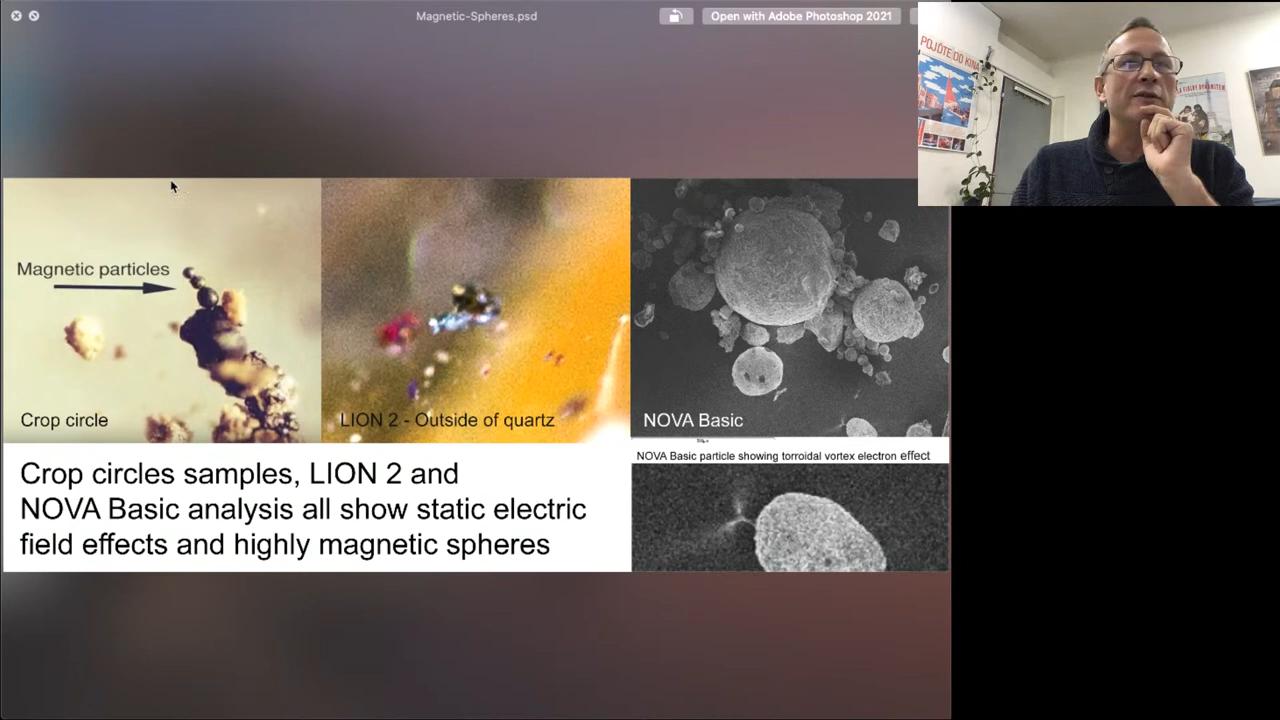 Magnetic-Spheres.psd
Open with Adobe Photoshop 2021
POJĎTE DO KINA
Magnetic particles
Crop circle
LION 2 - Outside of quartz
NOVA Basic
NOVA Basic particle showing torroidal vortex electron effect
Crop circles samples, LION 2 and
NOVA Basic analysis all show static electric
field effects and highly magnetic spheres